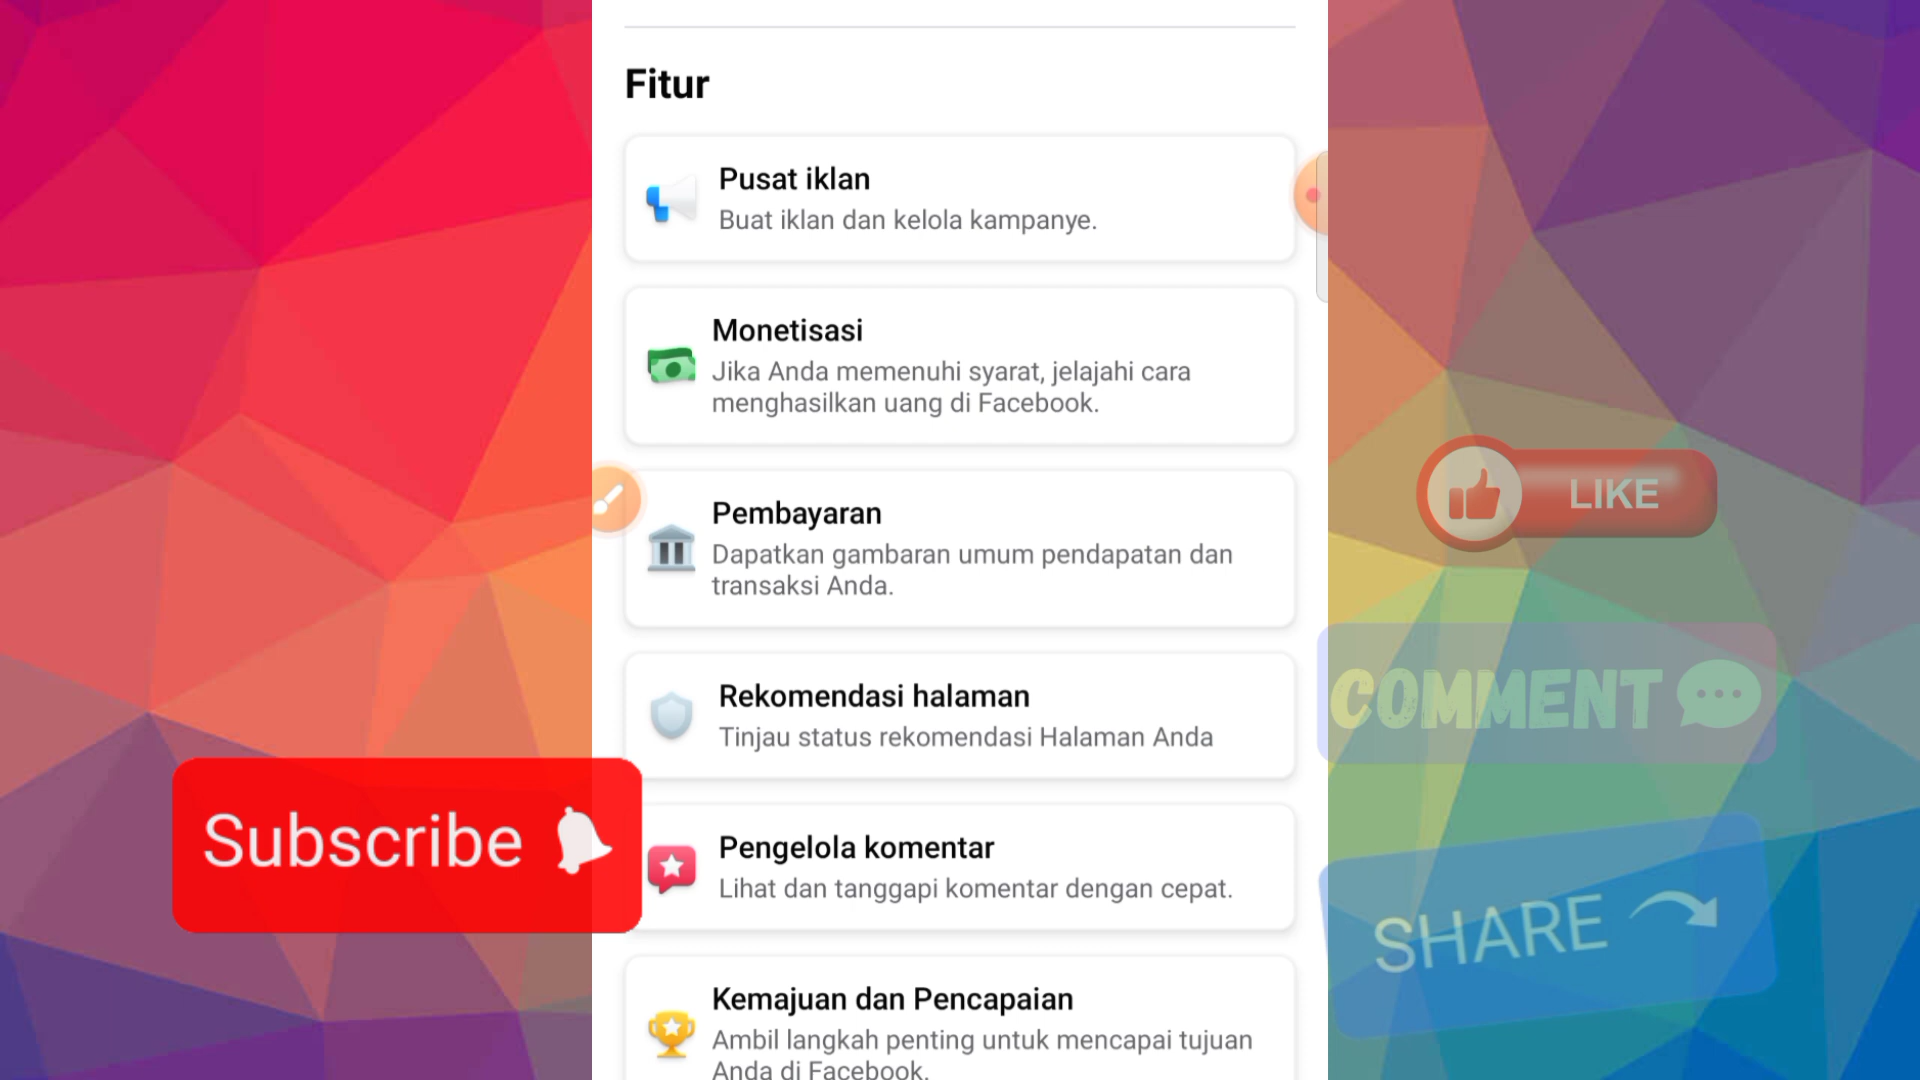 Fitur
Pusat iklan
Buat iklan dan kelola kampanye.
Monetisasi
Jika Anda memenuhi syarat, jelajahi cara
menghasilkan uang di Facebook.
Pembayaran
Dapatkan gambaran umum pendapatan dan
transaksi Anda.
Rekomendasi halaman
Tinjau status rekomendasi Halaman Anda
Pengelola komentar
Lihat dan tanggapi komentar dengan cepat.
Kemajuan dan Pencapaian
Ambil langkah penting untuk mencapai tujuan
Anda di Facebook.
Subscribe
LIKE
COMMENT
SHARE